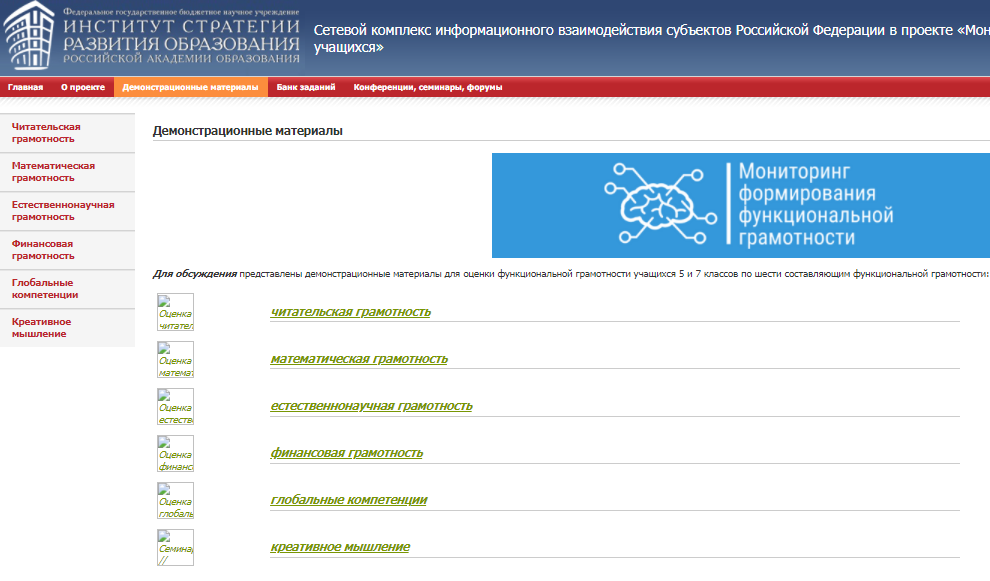 Федеральное государственное бюджетное научное учреждение
ИНСТИТУТ СТРАТЕГИИ
РАЗВИТИЯ ОБРАЗОВАНИЯ
РОССИЙСКОЙ АКАДЕМИИ ОБРАЗОВАНИЯ
Сетевой комплекс информационного взаимодействия субъектов Российской Федерации в проекте «Мон
учащихся»
Главная О проекте Демонстрационные материалы Банк заданий Конференции, семинары, форумы
Читательская
грамотность
Математическая
грамотность
Естественнонаучная
грамотность
Финансовая
грамотность
Глобальные
компетенции
Креативное
мышление
Демонстрационные материалы
Мониторинг
формирования
функциональной
грамотности
Для обсуждения представлены демонстрационные материалы для оценки функциональной грамотности учащихся 5 и 7 классов по шести составляющим функциональной грамотности:
Оценка
читател
читательская грамотность
Оценка
математ
математическая грамотность
Оценка
естеств
естественнонаучная грамотность
Оценка
финанс
финансовая грамотность
Оценка
глобаль
глобальные компетенции
Семинар
//
креативное мышление